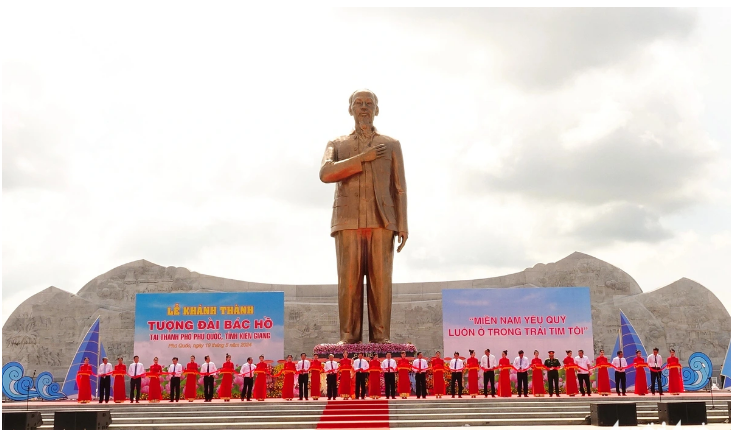 LỄ KHÁNH THÀNH
TƯỢNG ĐÀI BÁC HỒ
TẠI THÀNH PHỐ PHÚ QUỐC, TỈNH KIÊN GIANG
"MIỀN NAM YÊU QUÝ
LUÔN Ở TRONG TRÁI TIM TÔI"